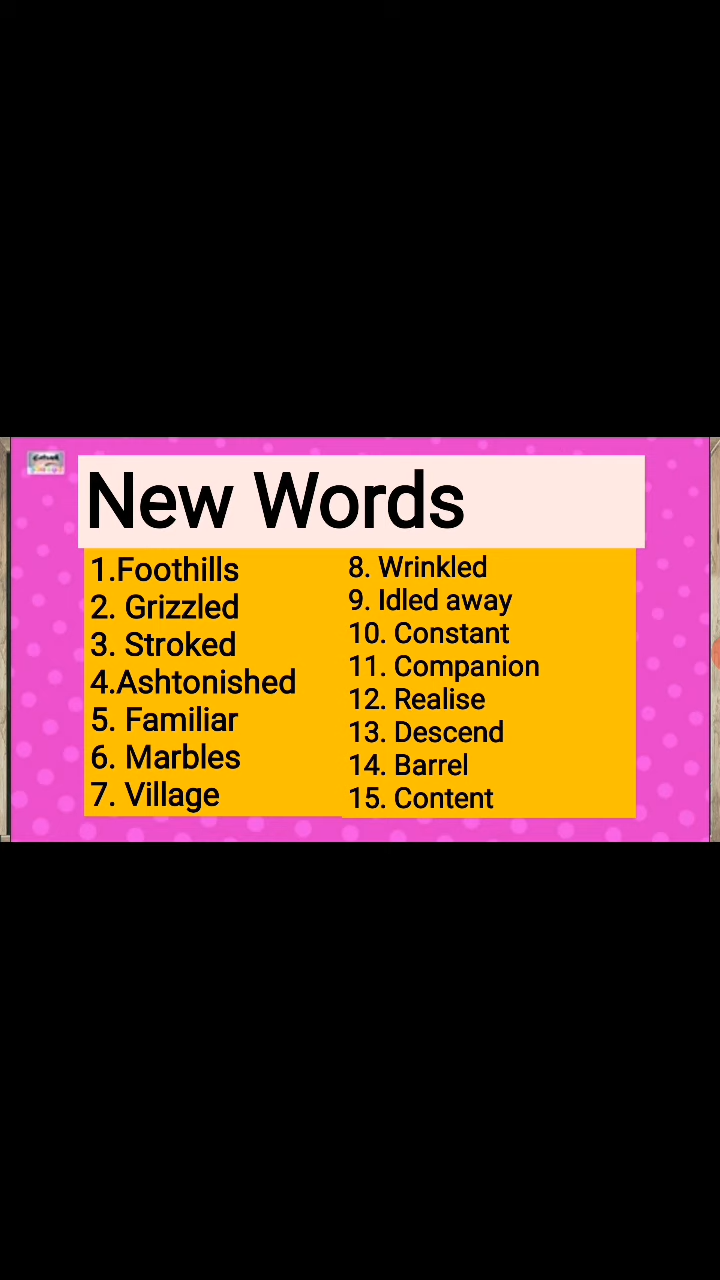 New Words
1.Foothills
2. Grizzled
3. Stroked
4.Ashtonished
5. Familiar
6. Marbles
7. Village
8. Wrinkled
9. Idled away
10. Constant
11. Companion
12. Realise
13. Descend
14. Barrel
15. Content